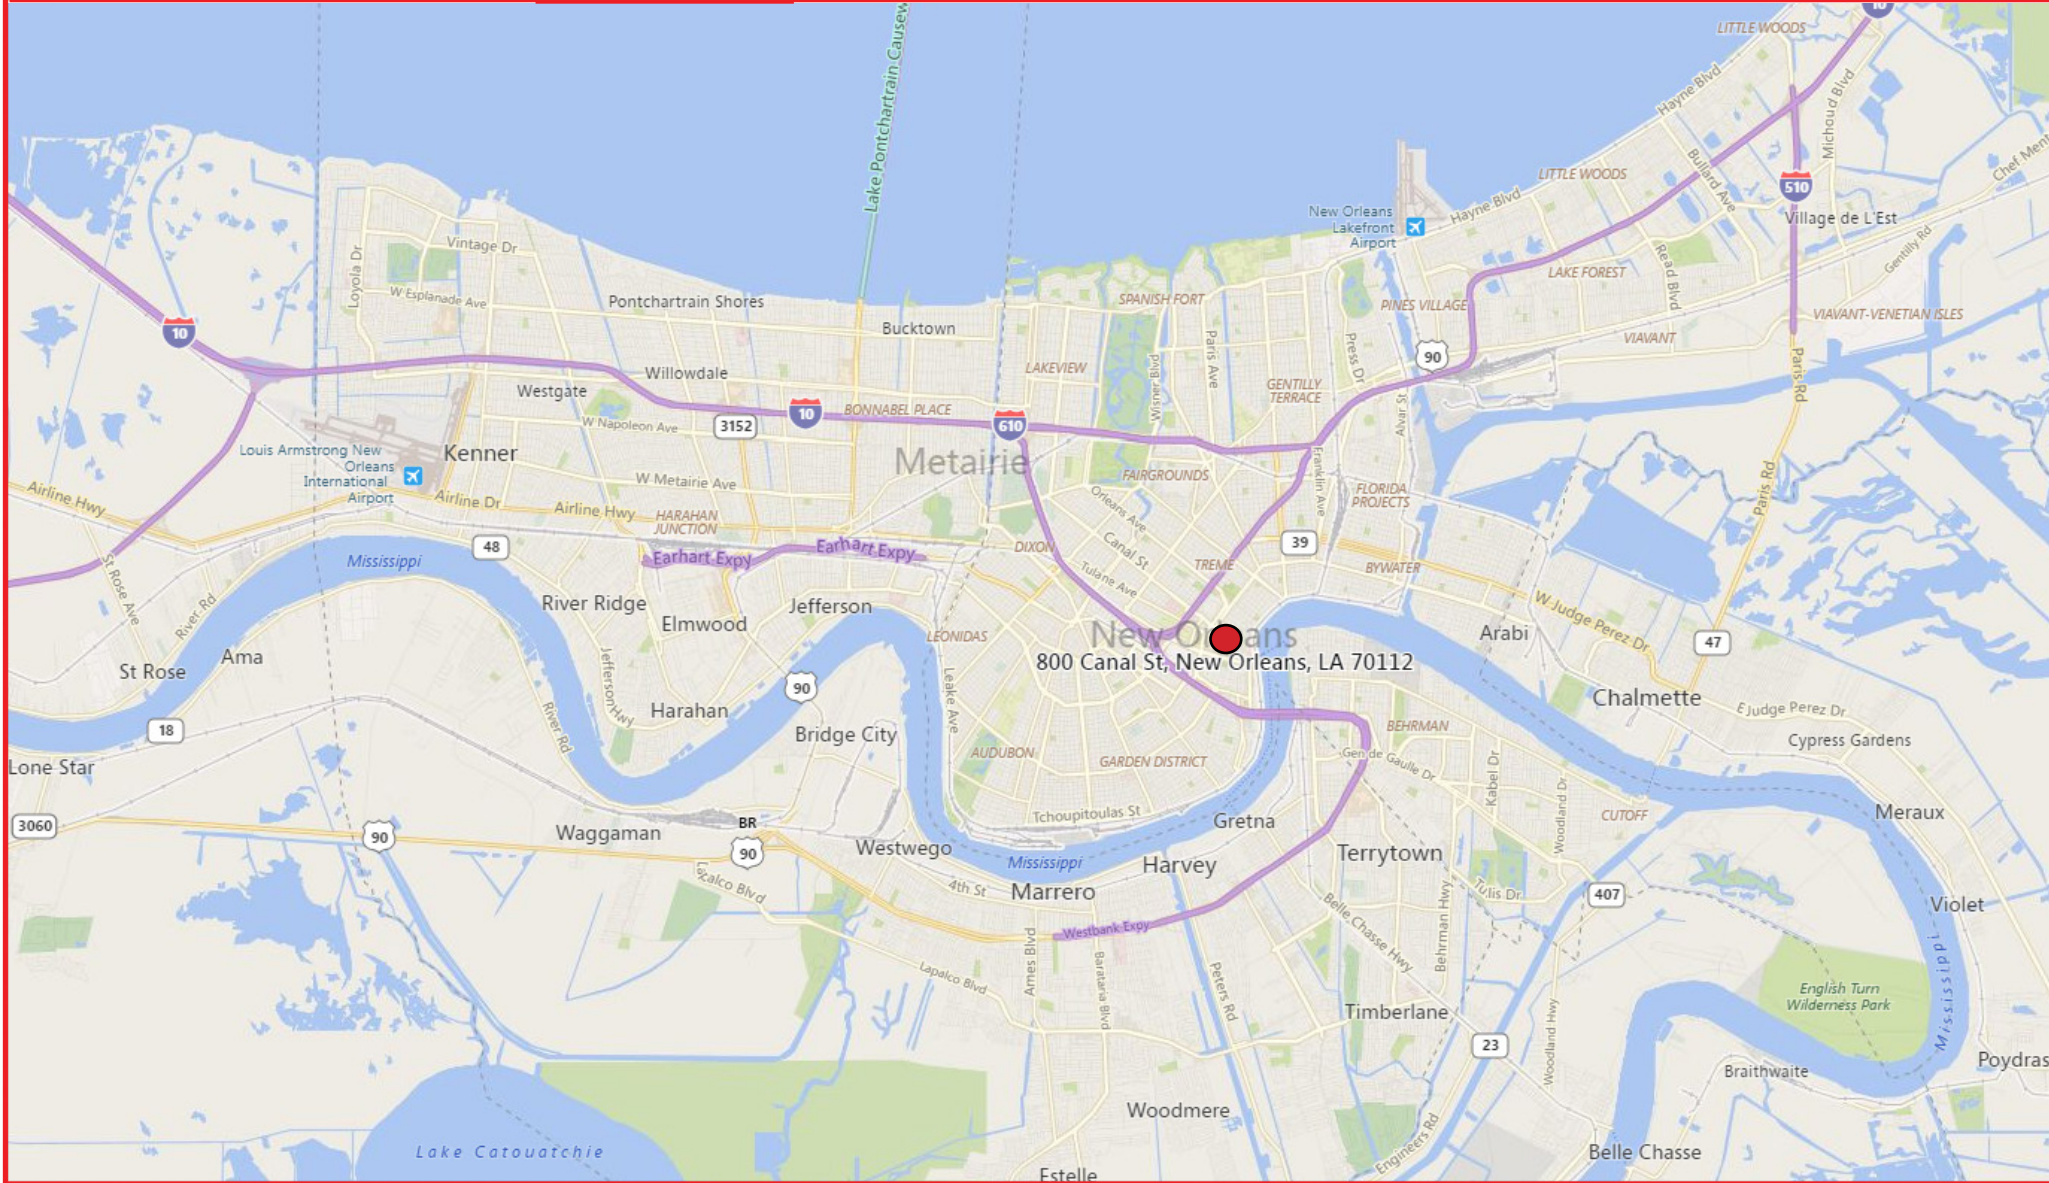 10
LITTLE WOODS
Lake Pontchartrain Causew
Hayne Blvd
Michoud Blvd
Chef Ment
Bullard Ave
LITTLE WOODS
510
New Orleans
Lakefront
Airport
Hayne Blvd
Village de L'Est
Loyola Dr
Vintage Dr
Gentilly Rd
Read Blvd
LAKE FOREST
W Esplanade Ave
Pontchartrain Shores
SPANISH FORT
PINES VILLAGE
VIAVANT-VENETIAN ISLES
10
Bucktown
Paris Ave
Press Dr
VIAVANT
90
LAKEVIEW
Wisner Blvd
Willowdale
Westgate
GENTILLY
TERRACE
Paris Rd
10
BONNABEL PLACE
610
3152
W Napoleon Ave
Alvar St
Louis Armstrong New
Orleans
International
Airport
Kenner
Metairie
FAIRGROUNDS
Franklin Ave
W Metairie Ave
FLORIDA
PROJECTS
Paris Rd
Airline Hwy
Airline Dr
Airline Hwy
HARAHAN
JUNCTION
Orleans Ave
Canal St
48
Mississippi
Earhart Expy
Earhart Expy
DIXON
39
TREME
BYWATER
Tulane Ave
St Rose Ave
River Rd
River Ridge
Elmwood
Jefferson
W Judge Perez Dr
LEONIDAS
New Orleans
Arabi
47
800 Canal St, New Orleans, LA 70112
Ama
St Rose
Jefferson Hwy
Leake Ave
90
Chalmette
Harahan
E Judge Perez Dr
18
River Rd
Bridge City
BEHRMAN
Cypress Gardens
AUDUBON
GARDEN DISTRICT
Gen de Gaulle Dr
Kabel Dr
Woodland Dr
Lone Star
3060
Tchoupitoulas St
Gretna
CUTOFF
Meraux
90
Waggaman
BR
90
Westwego
Mississippi
Harvey
Terrytown
Lapalco Blvd
4th St
Marrero
Tulis Dr
407
Violet
Belle Chasse Hwy
Behrman Hwy
Westbank Expy
Ames Blvd
Barataria Blvd
Lapalco Blvd
Peters Rd
Mississippi
English Turn
Wilderness Park
Timberlane
Woodland Hwy
23
Poydras
Braithwaite
Woodmere
Engineers Rd
Lake Catouatchie
Belle Chasse
Estelle